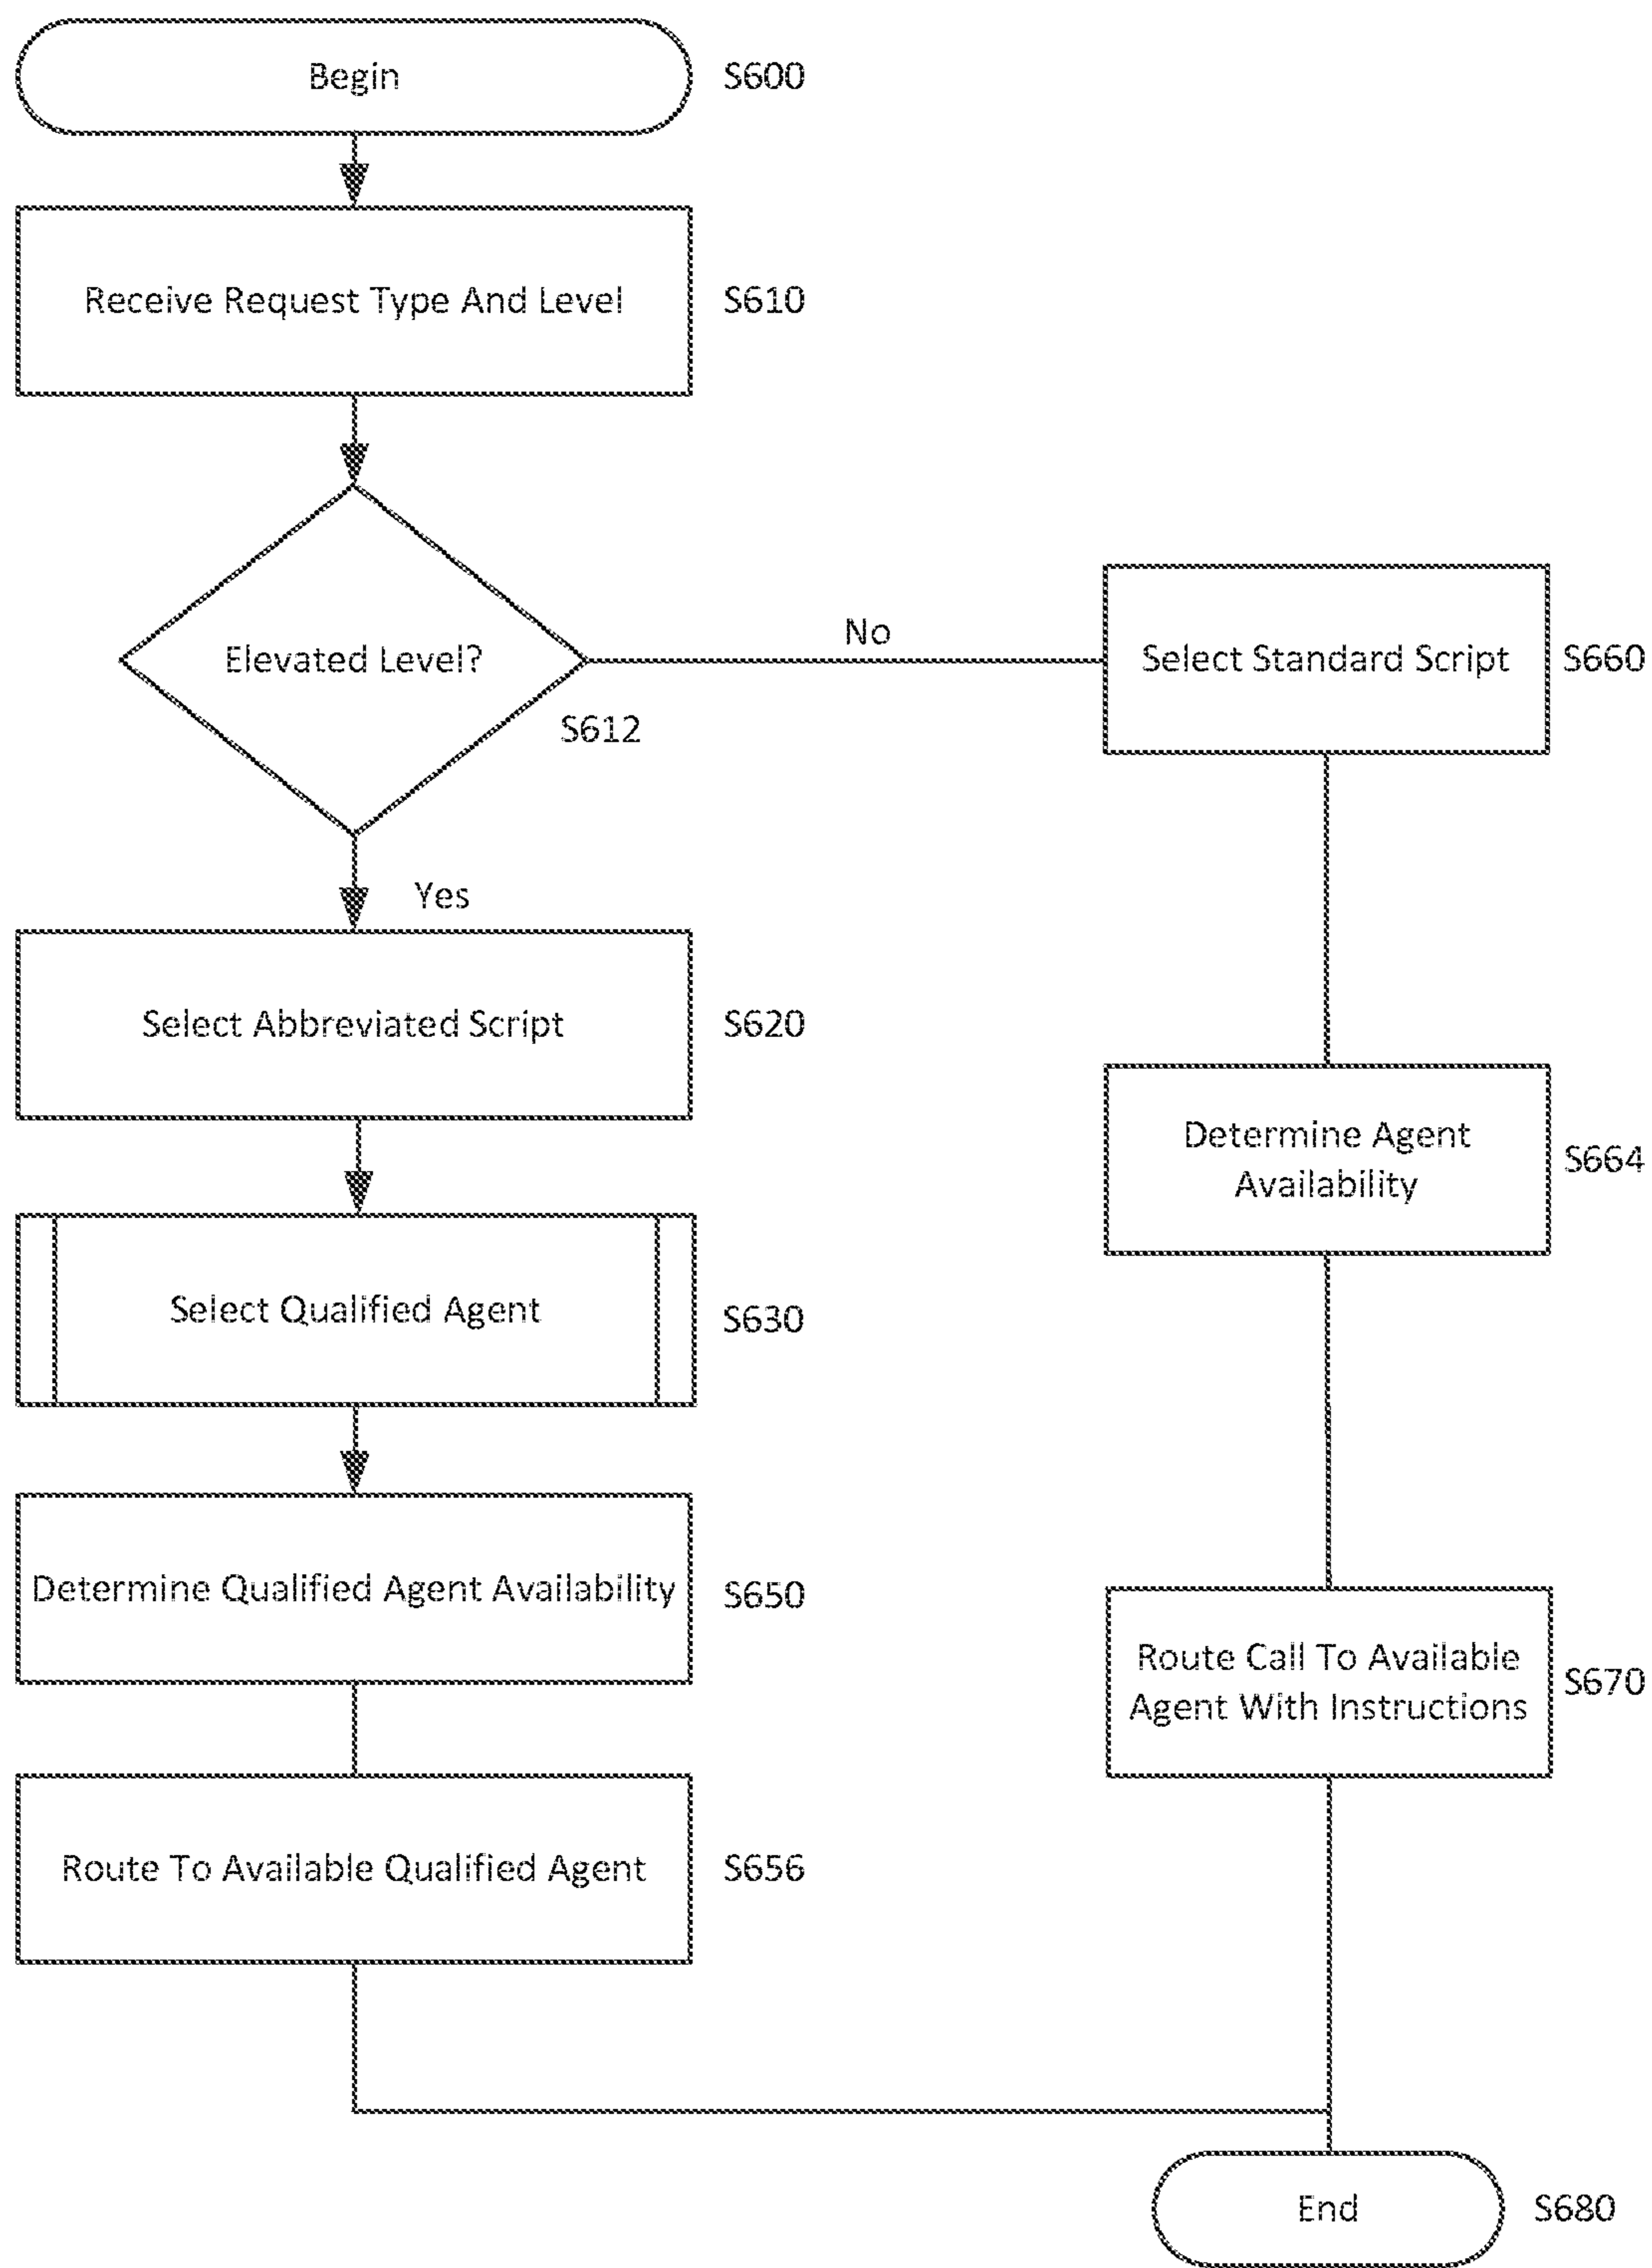 Begin
S600
Receive Request Type And Level
S610
Elevated Level?
S612
No
Select Standard Script
S660
Yes
Select Abbreviated Script
S620
Determine Agent
Availability
S664
Select Qualified Agent
S630
Determine Qualified Agent Availability
S650
Route Call To Available
Agent With Instructions
S670
Route To Available Qualified Agent
S656
End
S680